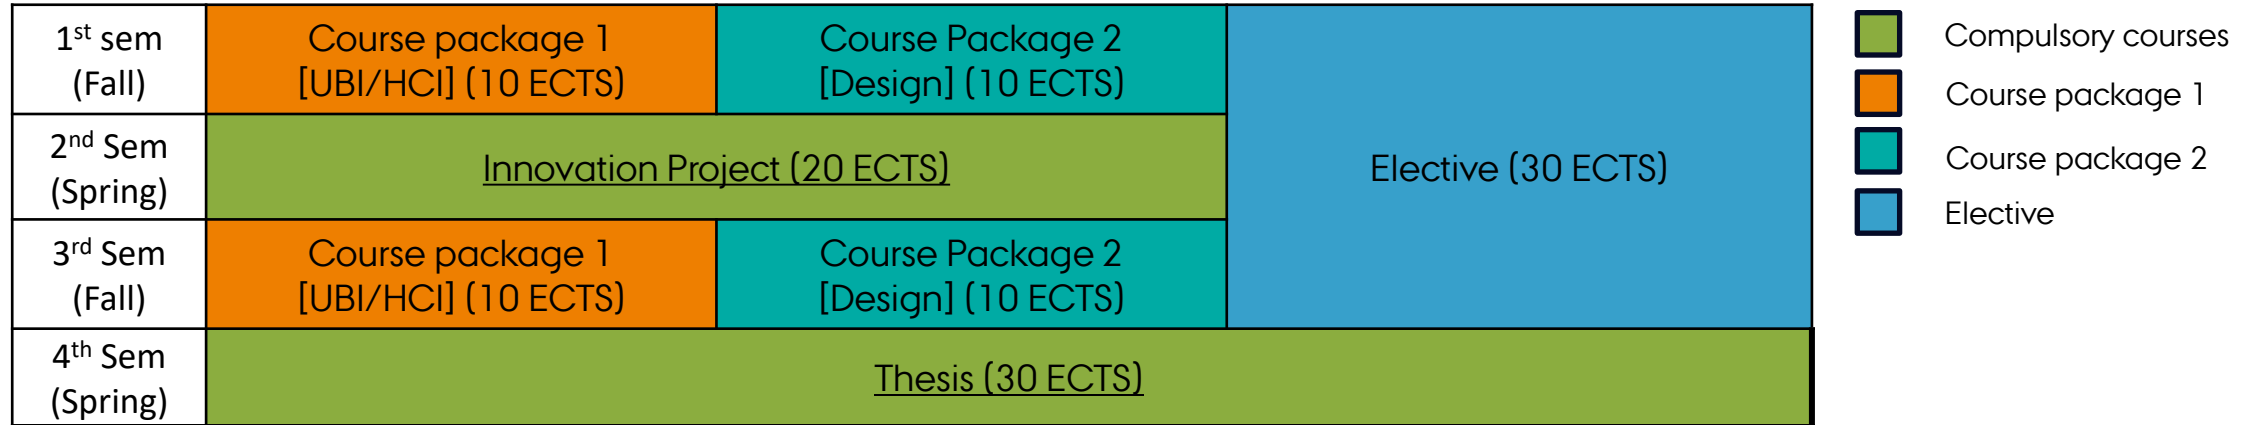 1st sem
(Fall)
Course package 1
[UBI/HCI] (10 ECTS)
Course Package 2
[Design] (10 ECTS)
2nd Sem
(Spring)
Innovation Project (20 ECTS)
Elective (30 ECTS)
3rd Sem
(Fall)
Course package 1
[UBI/HCI] (10 ECTS)
Course Package 2
[Design] (10 ECTS)
4th Sem
(Spring)
Thesis (30 ECTS)
Compulsory courses
Course package 1
Course package 2
Elective